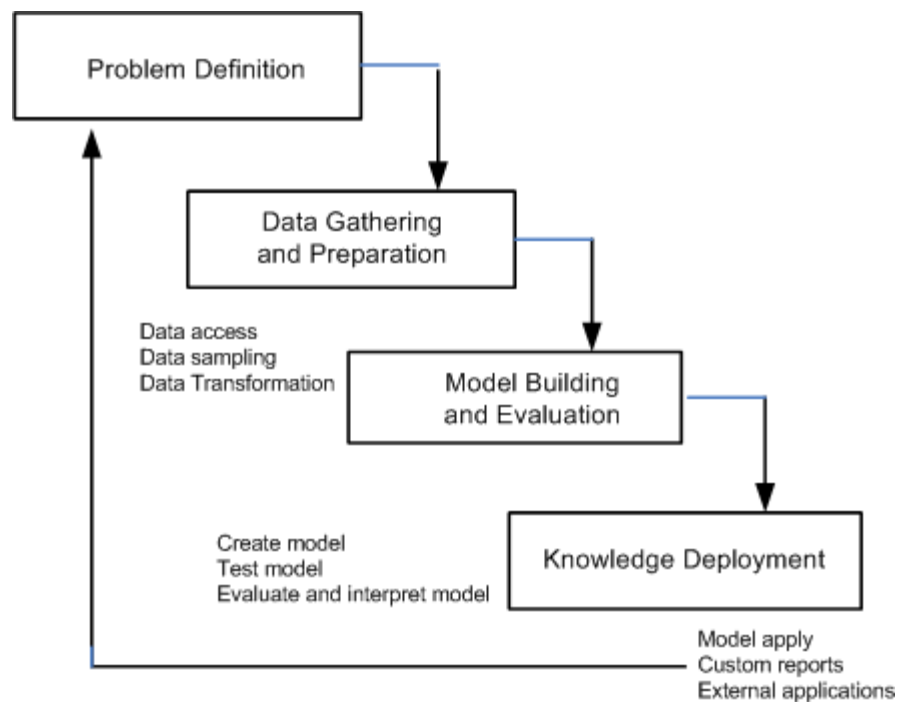 Problem Definition
Data Gathering
and Preparation
Data access
Data sampling
Data Transformation
Model Building
and Evaluation
Create model
Test model
Evaluate and interpret model
Knowledge Deployment
Model apply
Custom reports
External applications